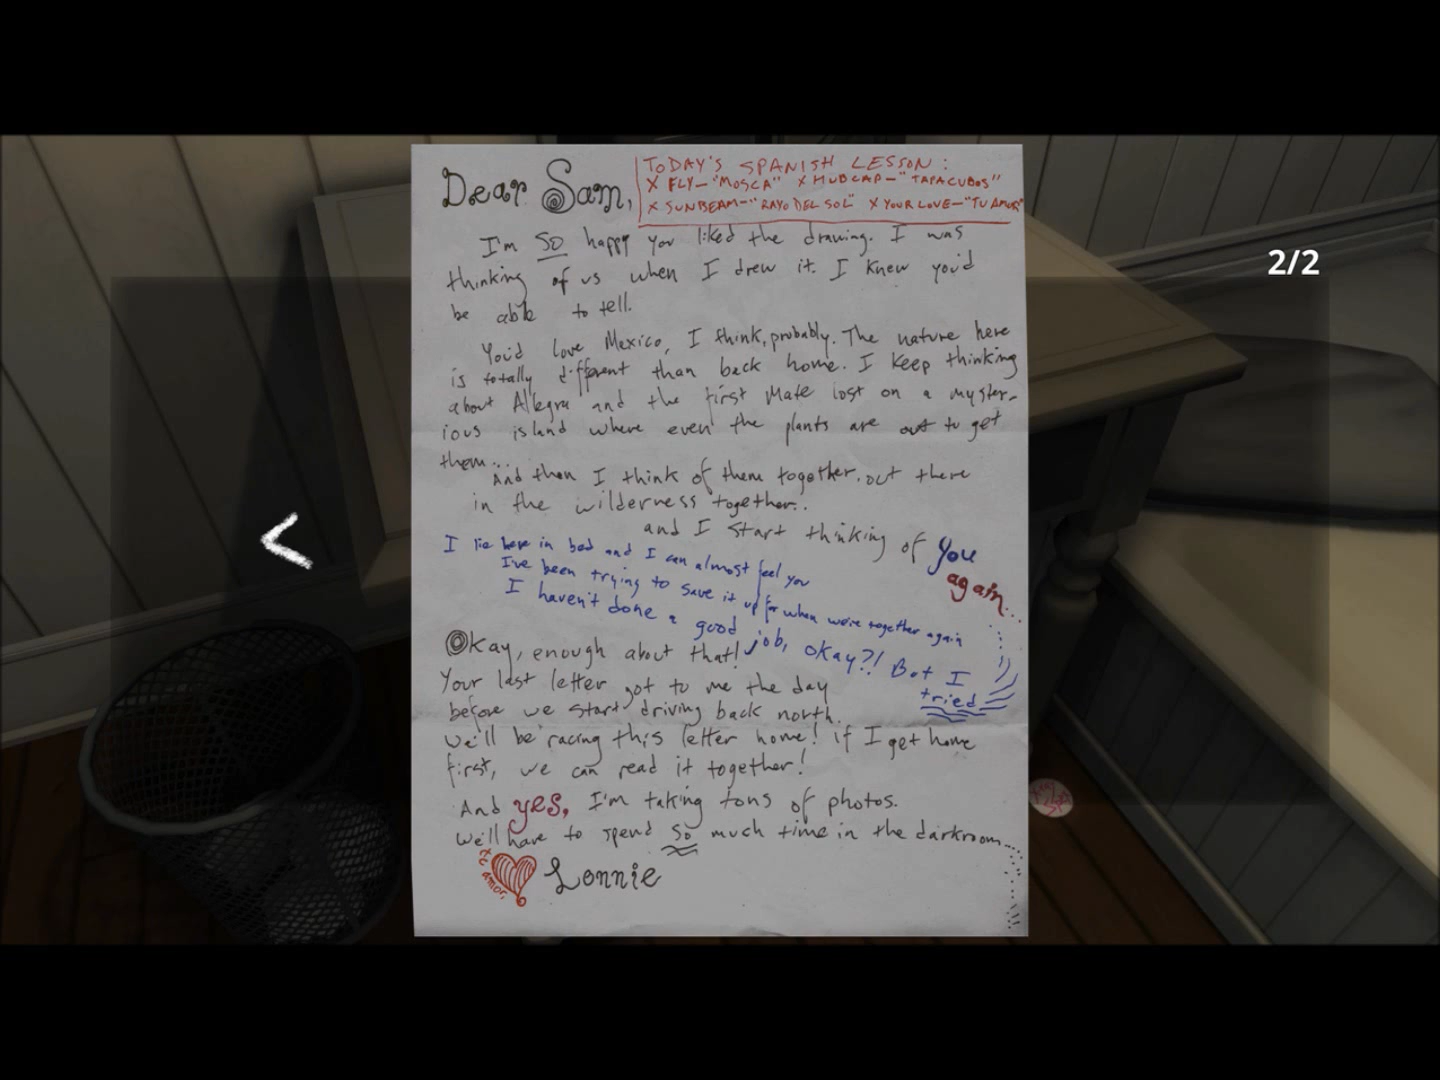 Dear Sam,
TODAY'S SPANISH LESSON:
X FLY—"MOSCA" X HUBCAP—"TAPACUBOS"
X SUNBEAM—"RAYO DEL SOL" X YOUR LOVE—"TU AMOR"
I'm SO happy you liked the drawing. I was
thinking of us when I drew it. I knew you'd
be able to tell.
You'd love Mexico, I think, probably. The nature here
is totally different than back home. I keep thinking
about Allegra and the First Mate lost on a myster-
ious island where even the plants are out to get
them...
And then I think of them together, out there
in the wilderness together..
and I start thinking of you
again...
I lie here in bed and I can almost feel you
I've been trying to save it up for when we're together again
I haven't done a good job, okay?! But I
tried
Okay, enough about that!
Your last letter got to me the day
before we start driving back north.
We'll be racing this letter home! if I get home
first, we can read it together!
And yes, I'm taking tons of photos.
We'll have to spend so much time in the darkroom...
amor,
Lonnie
2/2
<